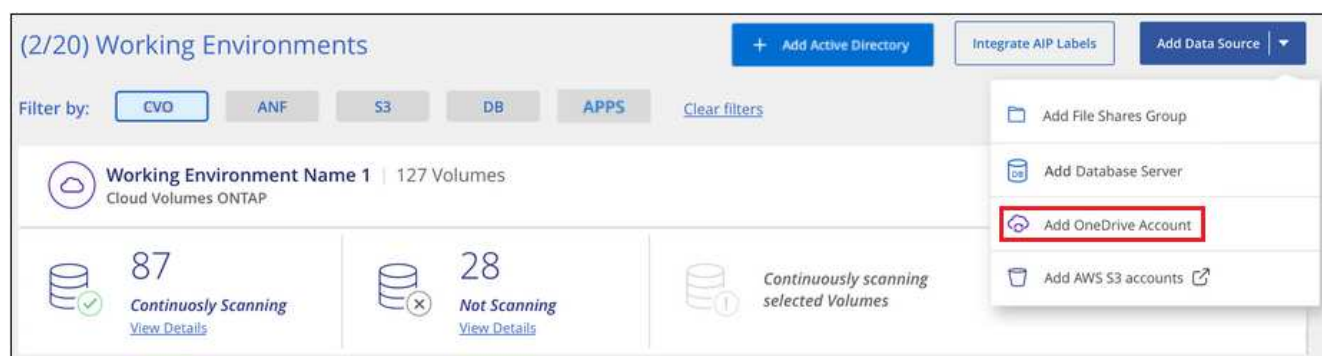 (2/20) Working Environments
+ Add Active Directory
Integrate AIP Labels
Add Data Source
Filter by:
CVO
ANF
S3
DB
APPS
Clear filters
Add File Shares Group
DB
Add Database Server
Add OneDrive Account
Add AWS S3 accounts
Working Environment Name 1 | 127 Volumes
Cloud Volumes ONTAP
87
Continuosly Scanning
View Details
28
Not Scanning
View Details
Continuously scanning
selected Volumes